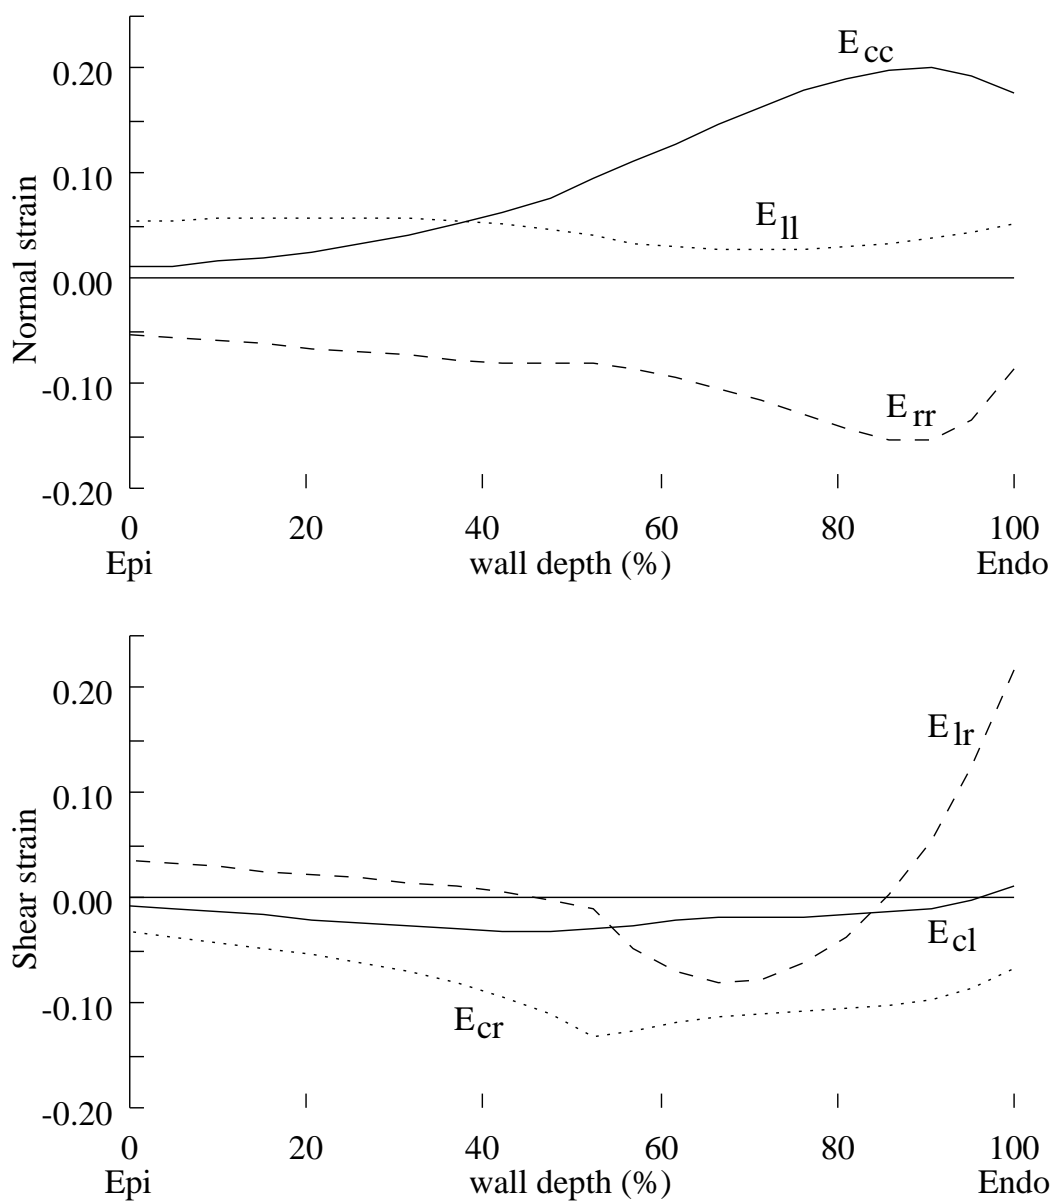 E cc
0.20
0.10
E ll
0.00
Normal strain
-0.10
E rr
-0.20
0 20 40 60 80 100
Epi wall depth (%) Endo
0.20
E lr
0.10
0.00
Shear strain
E cl
-0.10
E cr
-0.20
0 20 40 60 80 100
Epi wall depth (%) Endo